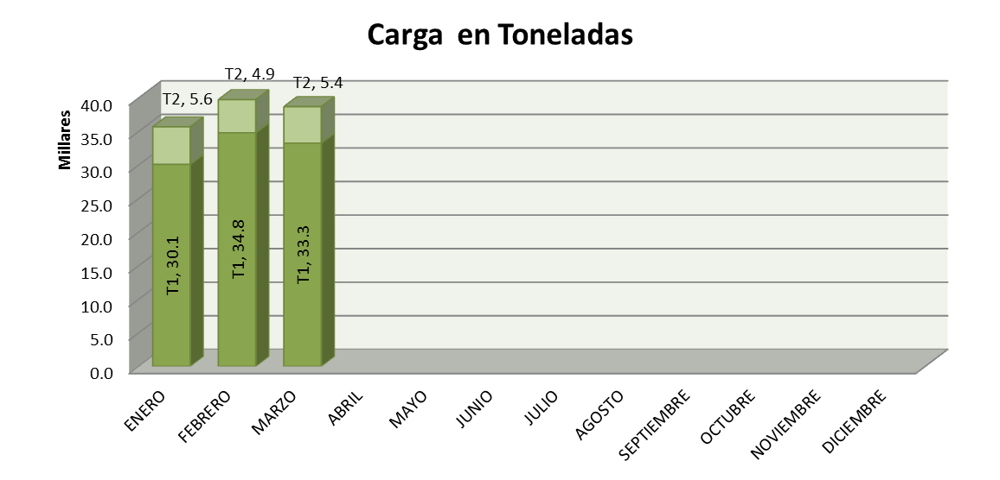 Carga  en Toneladas
Millares
40.0
35.0
30.0
25.0
20.0
15.0
10.0
5.0
0.0
T2, 5.6
T2, 4.9
T2, 5.4
T1, 30.1
T1, 34.8
T1, 33.3
ENERO
FEBRERO
MARZO
ABRIL
MAYO
JUNIO
JULIO
AGOSTO
SEPTIEMBRE
OCTUBRE
NOVIEMBRE
DICIEMBRE